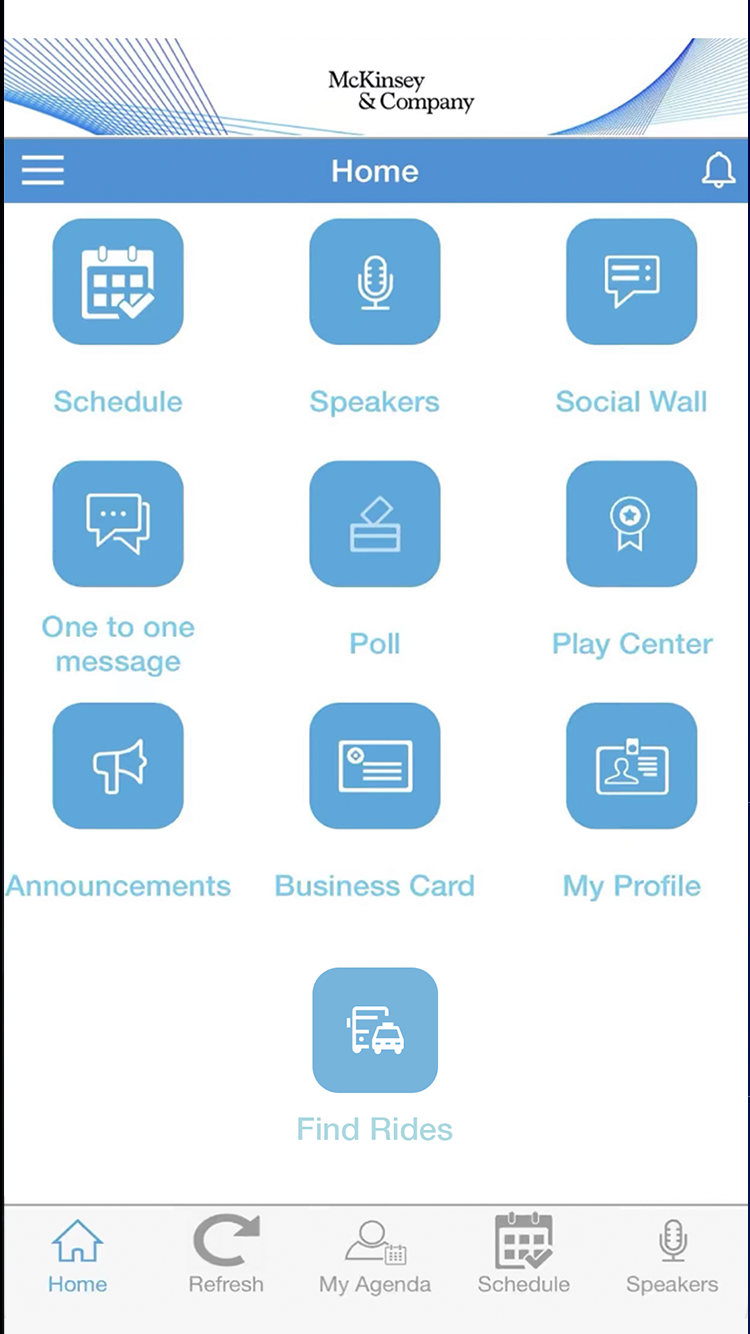 McKinsey
& Company
Home
Schedule
Speakers
Social Wall
One to one
message
Poll
Play Center
Announcements
Business Card
My Profile
Find Rides
Home
Refresh
My Agenda
Schedule
Speakers